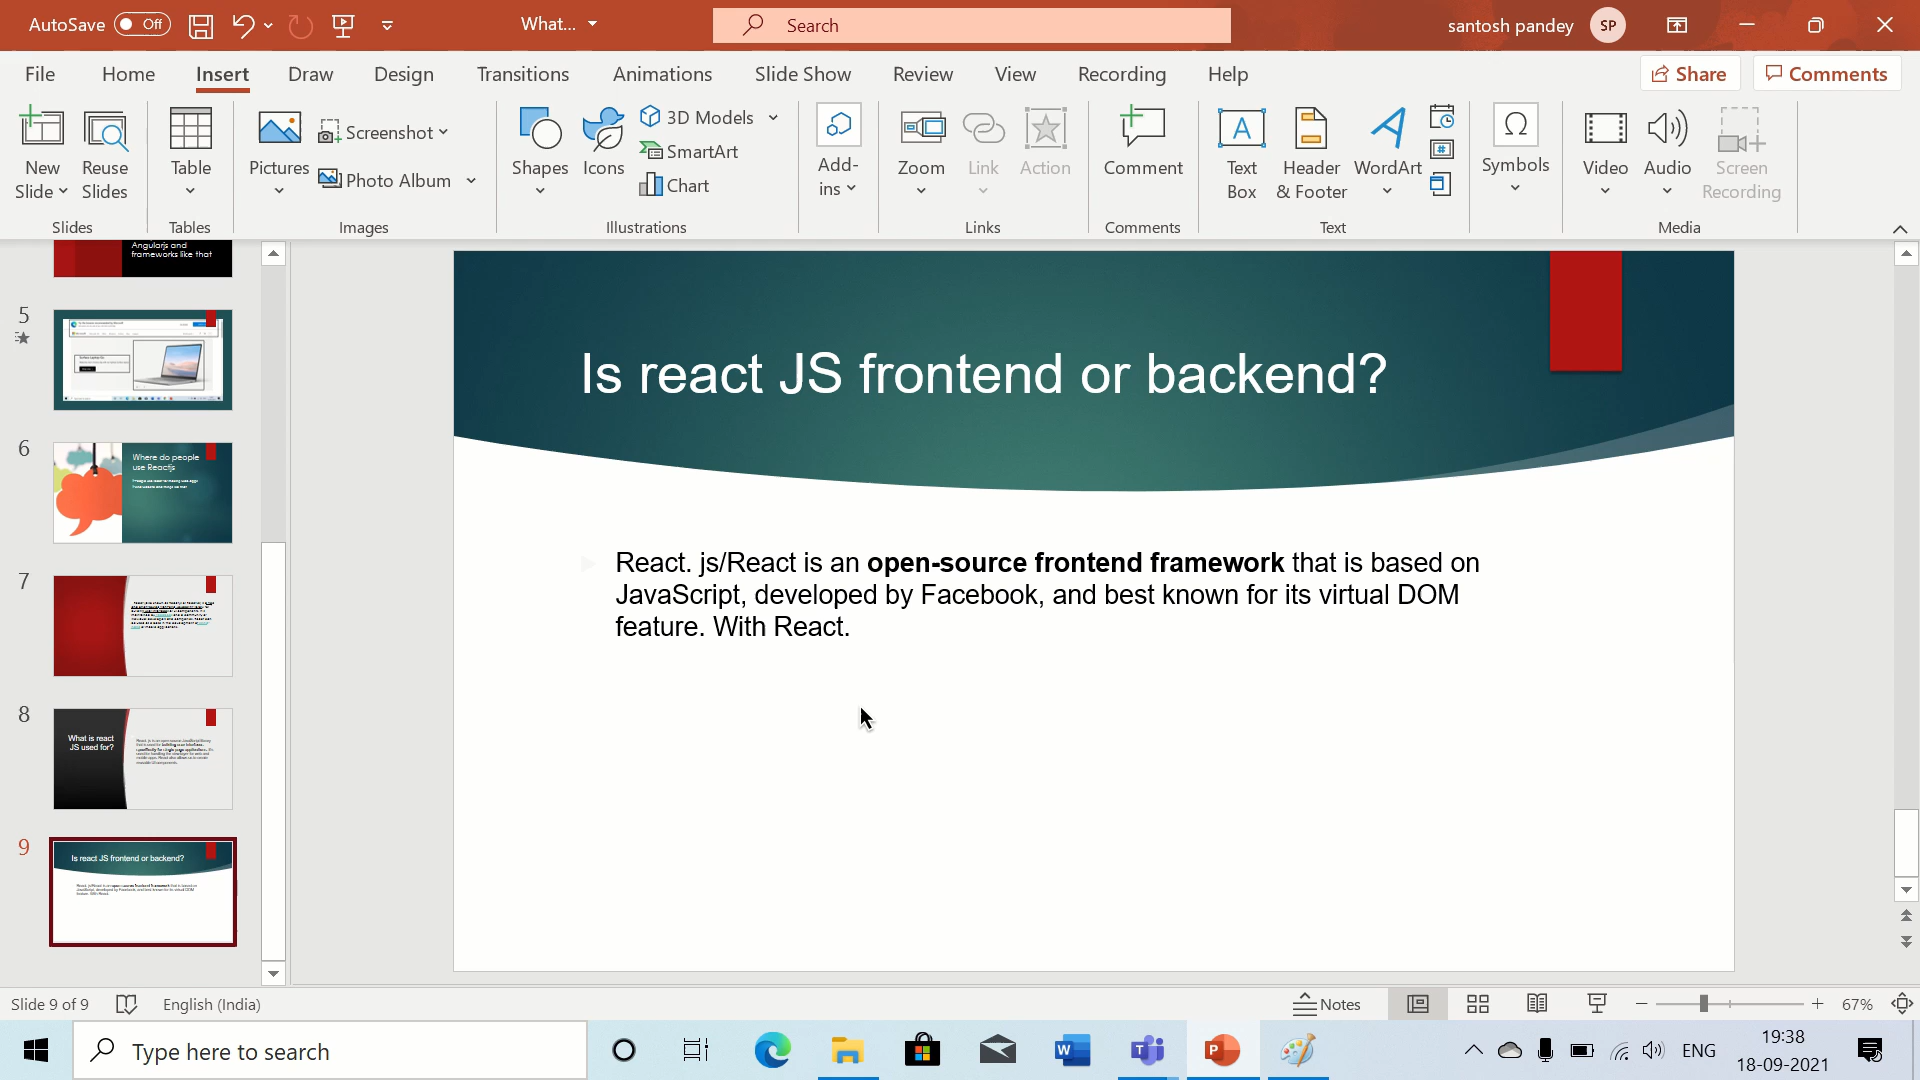 AutoSave Off What... Search santosh pandey SP
File Home Insert Draw Design Transitions Animations Slide Show Review View Recording Help Share Comments
New Slide
Reuse Slides
Table
Pictures
Screenshot
Photo Album
Shapes
Icons
3D Models
SmartArt
Chart
Add-ins
Zoom
Link
Action
Comment
Text Box
Header & Footer
WordArt
Symbols
Video
Audio
Screen Recording
Slides Tables Images Illustrations Links Comments Text Media
Angularjs and
frameworks like that
5
6
Where do people
use Reactjs
7
8
What is react
JS used for?
9
Is react JS frontend or backend?
Is react JS frontend or backend?
React. js/React is an open-source frontend framework that is based on
JavaScript, developed by Facebook, and best known for its virtual DOM
feature. With React.
Slide 9 of 9 English (India) Notes 67%
Type here to search
ENG
19:38
18-09-2021